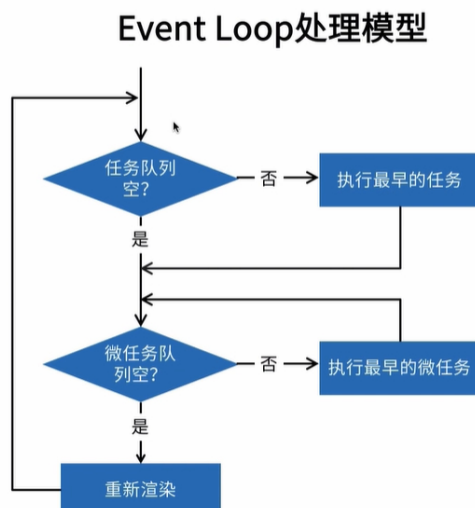 Event Loop处理模型
任务队列
空?
否
执行最早的任务
是
微任务队
列空?
否
执行最早的微任务
是
重新渲染